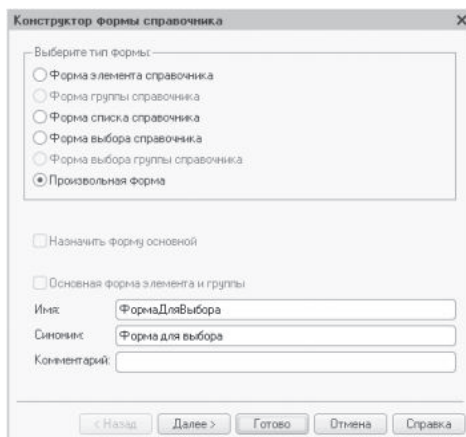 Конструктор формы справочника
Выберите тип формы:
Форма элемента справочника
Форма группы справочника
Форма списка справочника
Форма выбора справочника
Форма выбора группы справочника
Произвольная форма
Назначить форму основной
Основная форма элемента и группы
Имя: ФормаДляВыбора
Синоним: Форма для выбора
Комментарий:
< Назад Далее > Готово Отмена Справка